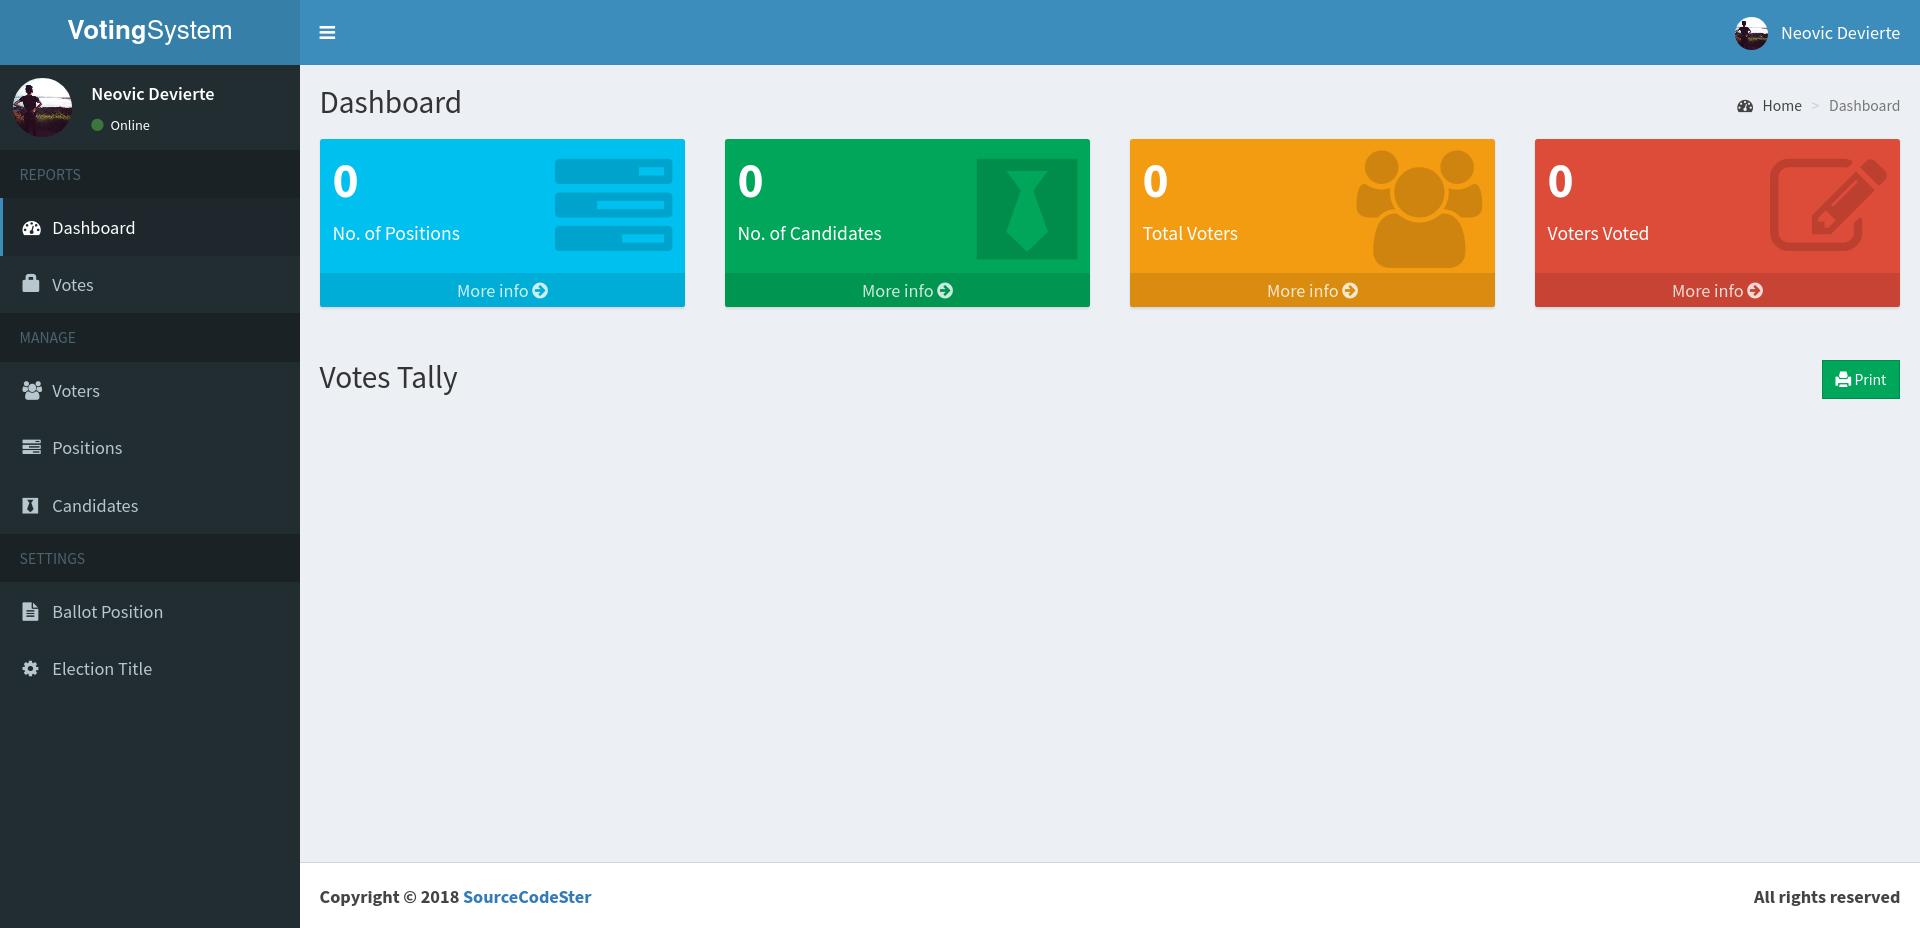 VotingSystem
Neovic Devierte
Neovic Devierte
Online
REPORTS
Dashboard
Votes
MANAGE
Voters
Positions
Candidates
SETTINGS
Ballot Position
Election Title
Dashboard
Home > Dashboard
0
No. of Positions
More info
0
No. of Candidates
More info
0
Total Voters
More info
0
Voters Voted
More info
Votes Tally
Print
Copyright © 2018 SourceCodeSter
All rights reserved